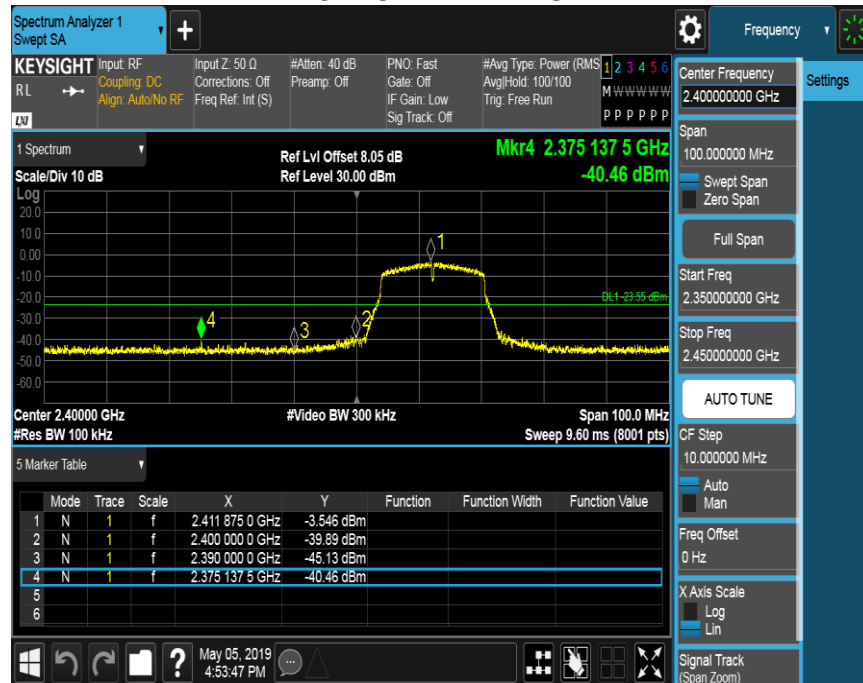 Spectrum Analyzer 1
Swept SA
Frequency
KEYSIGHT
RL
LXI
Input: RF
Coupling: DC
Align: Auto/No RF
Input Z: 50 Ω
Corrections: Off
Freq Ref: Int (S)
#Atten: 40 dB
Preamp: Off
PNO: Fast
Gate: Off
IF Gain: Low
Sig Track: Off
#Avg Type: Power (RMS
Avg|Hold: 100/100
Trig: Free Run
1 2 3 4 5 6
M W W W W W
P P P P P P
1 Spectrum
Scale/Div 10 dB
Ref Lvl Offset 8.05 dB
Ref Level 30.00 dBm
Mkr4 2.375 137 5 GHz
-40.46 dBm
Log
20.0
10.0
0.00
-10.0
-20.0
-30.0
-40.0
-50.0
-60.0
1
DL1 -23.55 dBm
4
3
2
Center 2.40000 GHz
#Video BW 300 kHz
Span 100.0 MHz
#Res BW 100 kHz
Sweep 9.60 ms (8001 pts)
5 Marker Table
Mode Trace Scale X Y Function Function Width Function Value
1 N 1 f 2.411 875 0 GHz -3.546 dBm
2 N 1 f 2.400 000 0 GHz -39.89 dBm
3 N 1 f 2.390 000 0 GHz -45.13 dBm
4 N 1 f 2.375 137 5 GHz -40.46 dBm
5
6
May 05, 2019
4:53:47 PM
?
Center Frequency
2.400000000 GHz
Settings
Span
100.000000 MHz
Swept Span
Zero Span
Full Span
Start Freq
2.350000000 GHz
Stop Freq
2.450000000 GHz
AUTO TUNE
CF Step
10.000000 MHz
Auto
Man
Freq Offset
0 Hz
X Axis Scale
Log
Lin
Signal Track
(Span Zoom)